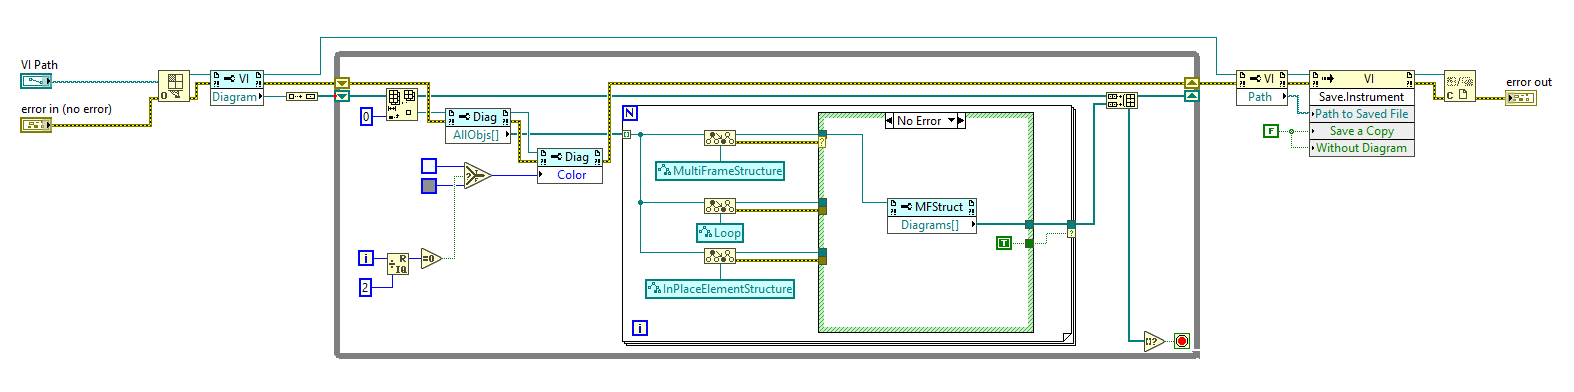 VI Path
error in (no error)
VI
Diagram
0
Diag
AllObjs[]
Diag
Color
i
2
R
IQ
=0
N
MultiFrameStructure
Loop
InPlaceElementStructure
i
No Error
MFStruct
Diagrams[]
T
VI
Path
VI
Save.Instrument
Path to Saved File
Save a Copy
Without Diagram
F
error out